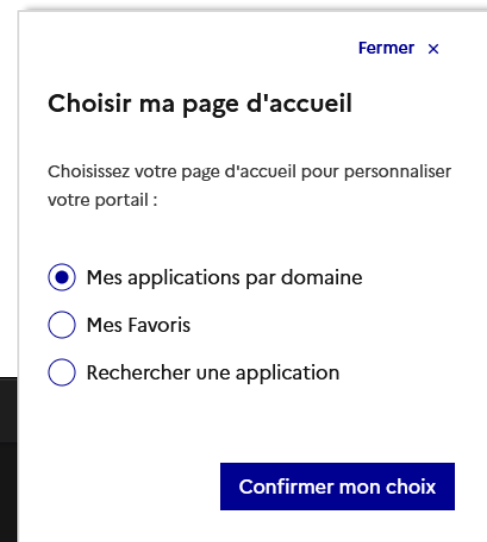 Fermer ×
Choisir ma page d'accueil
Choisissez votre page d'accueil pour personnaliser
votre portail :
Mes applications par domaine
Mes Favoris
Rechercher une application
Confirmer mon choix